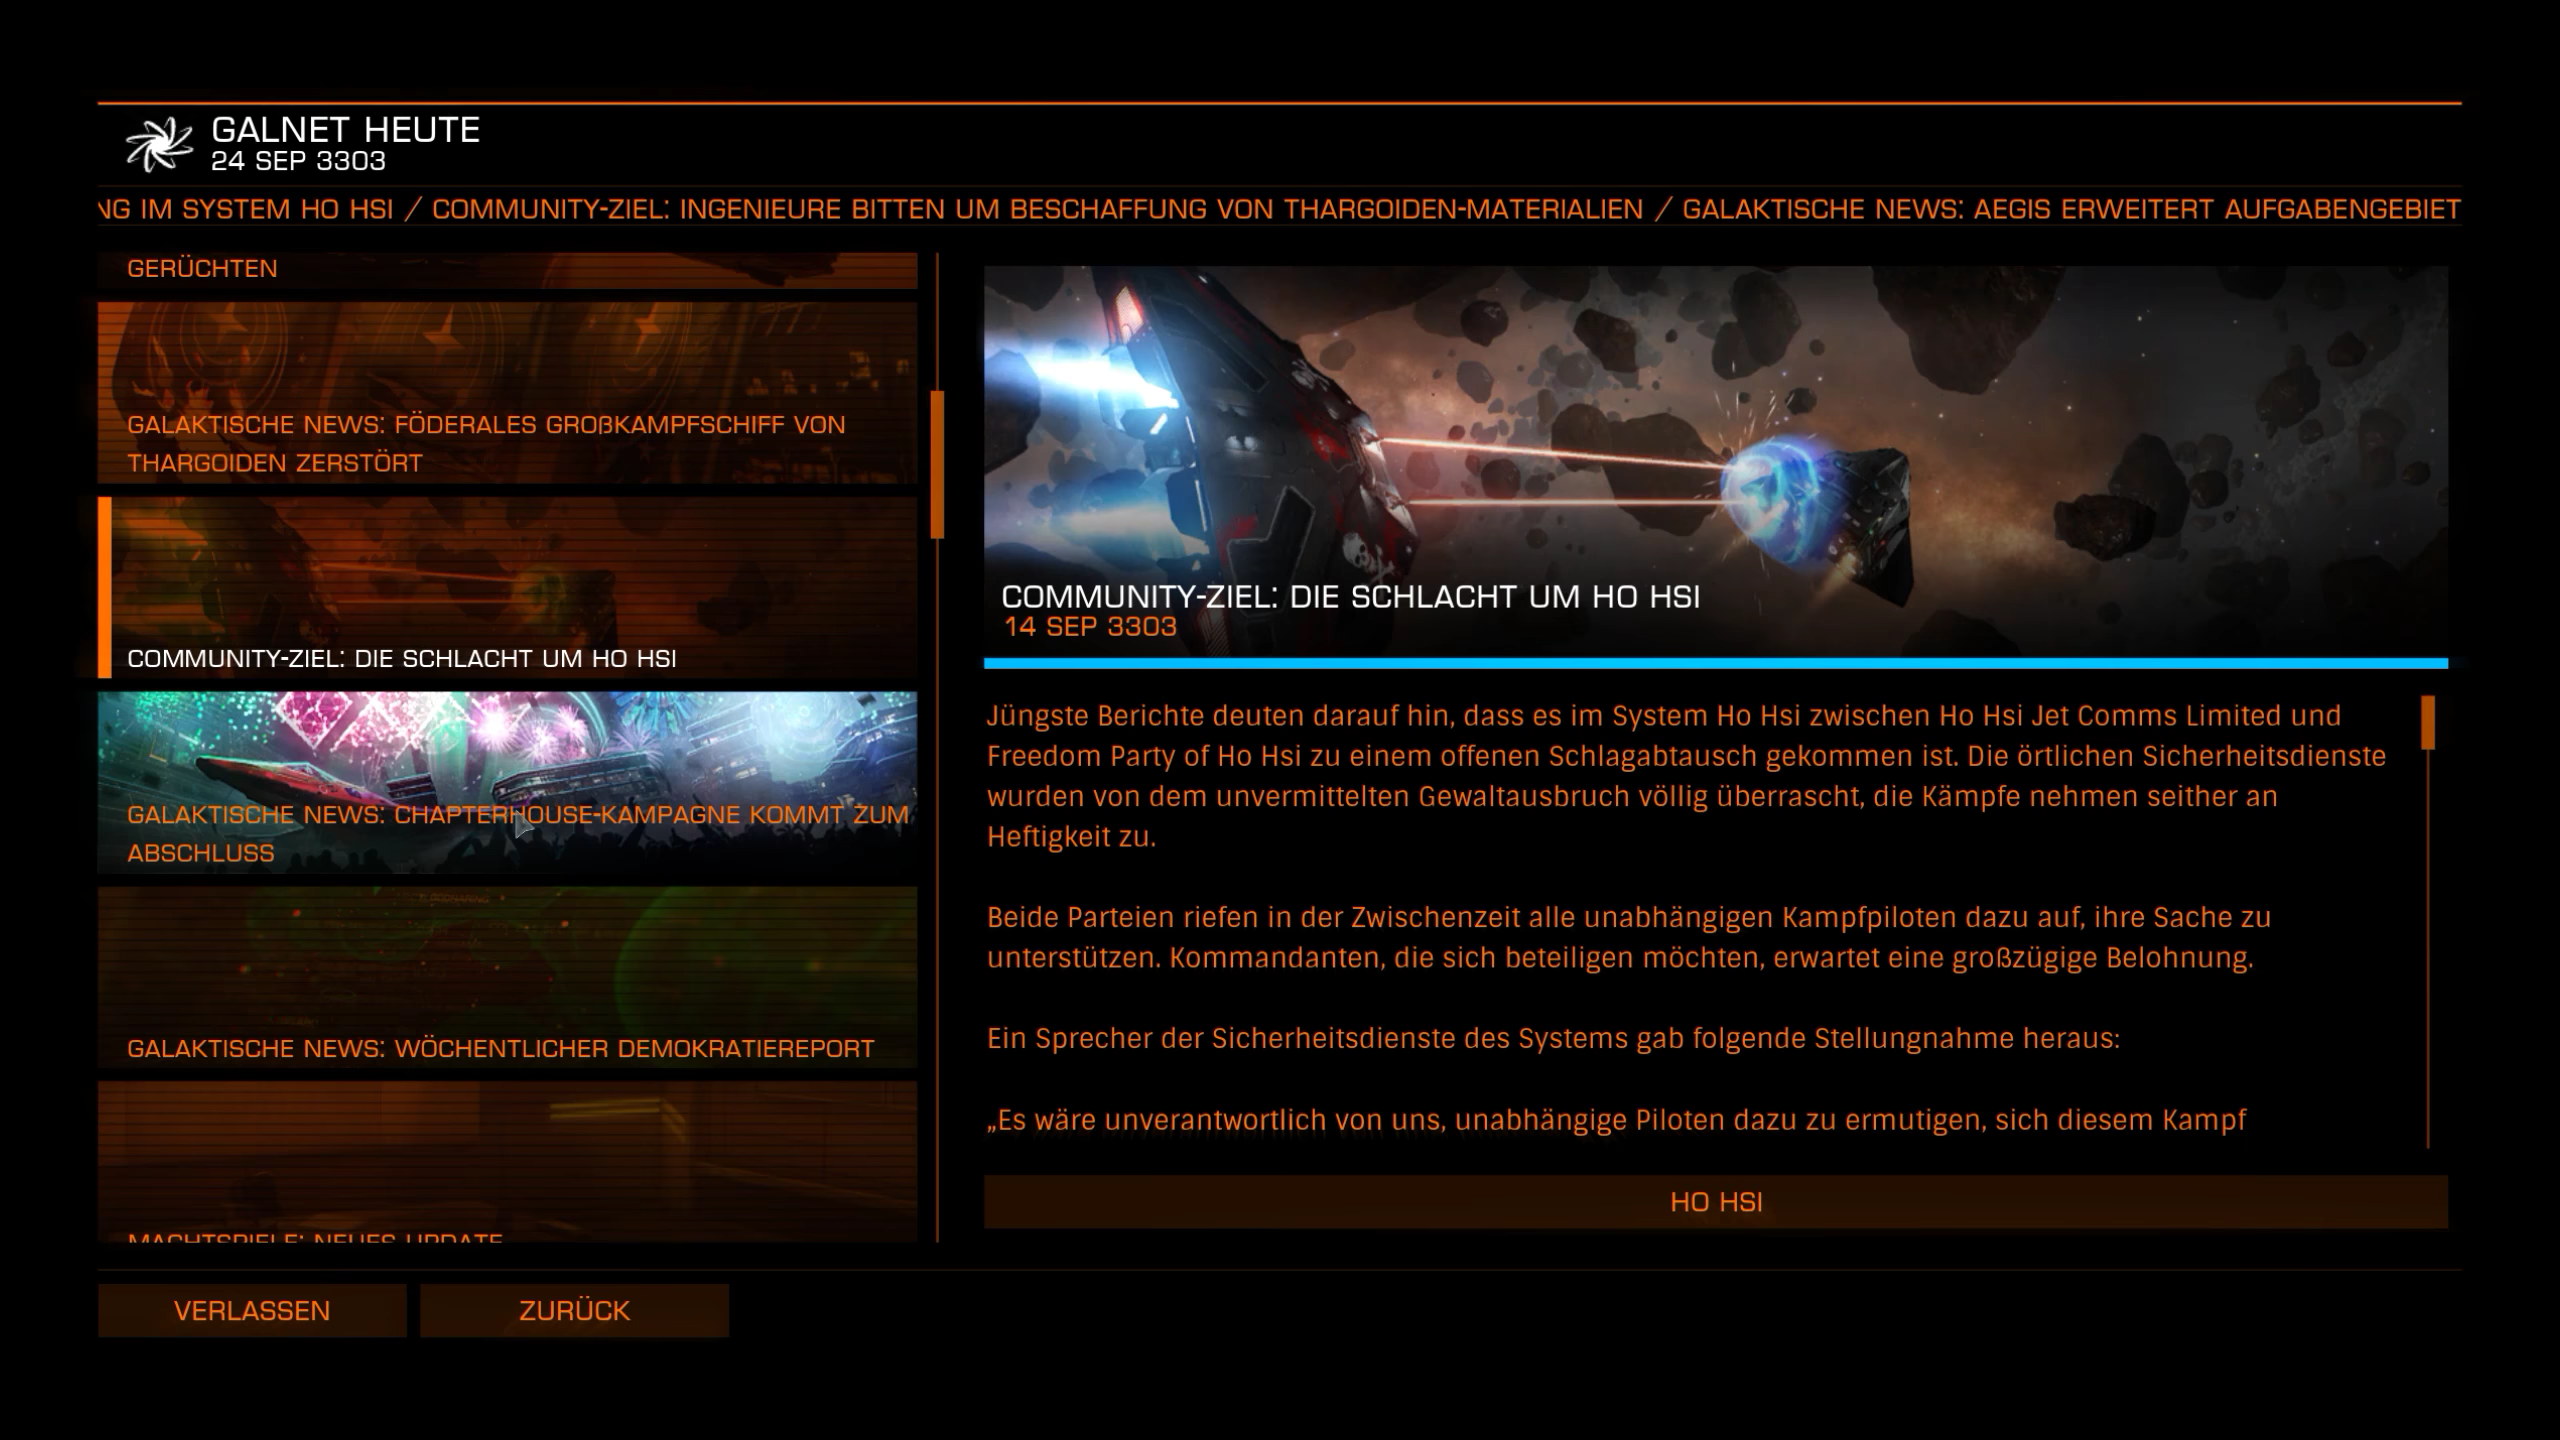 GALNET HEUTE
24 SEP 3303
NG IM SYSTEM HO HSI / COMMUNITY-ZIEL: INGENIEURE BITTEN UM BESCHAFFUNG VON THARGOIDEN-MATERIALIEN / GALAKTISCHE NEWS: AEGIS ERWEITERT AUFGABENGEBIET
GERÜCHTEN
GALAKTISCHE NEWS: FÖDERALES GROßKAMPFSCHIFF VON
THARGOIDEN ZERSTÖRT
COMMUNITY-ZIEL: DIE SCHLACHT UM HO HSI
GALAKTISCHE NEWS: CHAPTERHOUSE-KAMPAGNE KOMMT ZUM
ABSCHLUSS
GALAKTISCHE NEWS: WÖCHENTLICHER DEMOKRATIEREPORT
MACHTSPIELE: NEUES UPDATE
COMMUNITY-ZIEL: DIE SCHLACHT UM HO HSI
14 SEP 3303
Jüngste Berichte deuten darauf hin, dass es im System Ho Hsi zwischen Ho Hsi Jet Comms Limited und
Freedom Party of Ho Hsi zu einem offenen Schlagabtausch gekommen ist. Die örtlichen Sicherheitsdienste
wurden von dem unvermittelten Gewaltausbruch völlig überrascht, die Kämpfe nehmen seither an
Heftigkeit zu.
Beide Parteien riefen in der Zwischenzeit alle unabhängigen Kampfpiloten dazu auf, ihre Sache zu
unterstützen. Kommandanten, die sich beteiligen möchten, erwartet eine großzügige Belohnung.
Ein Sprecher der Sicherheitsdienste des Systems gab folgende Stellungnahme heraus:
„Es wäre unverantwortlich von uns, unabhängige Piloten dazu zu ermutigen, sich diesem Kampf
HO HSI
VERLASSEN
ZURÜCK